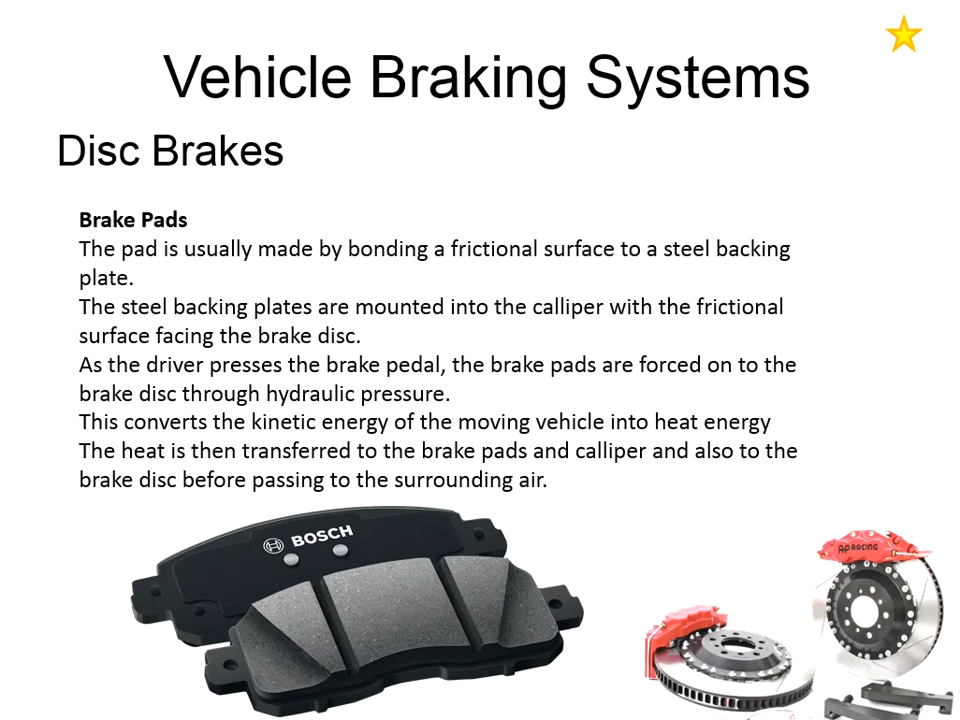 Vehicle Braking Systems
Disc Brakes
Brake Pads
The pad is usually made by bonding a frictional surface to a steel backing
plate.
The steel backing plates are mounted into the calliper with the frictional
surface facing the brake disc.
As the driver presses the brake pedal, the brake pads are forced on to the
brake disc through hydraulic pressure.
This converts the kinetic energy of the moving vehicle into heat energy
The heat is then transferred to the brake pads and calliper and also to the
brake disc before passing to the surrounding air.
BOSCH
AP RACING